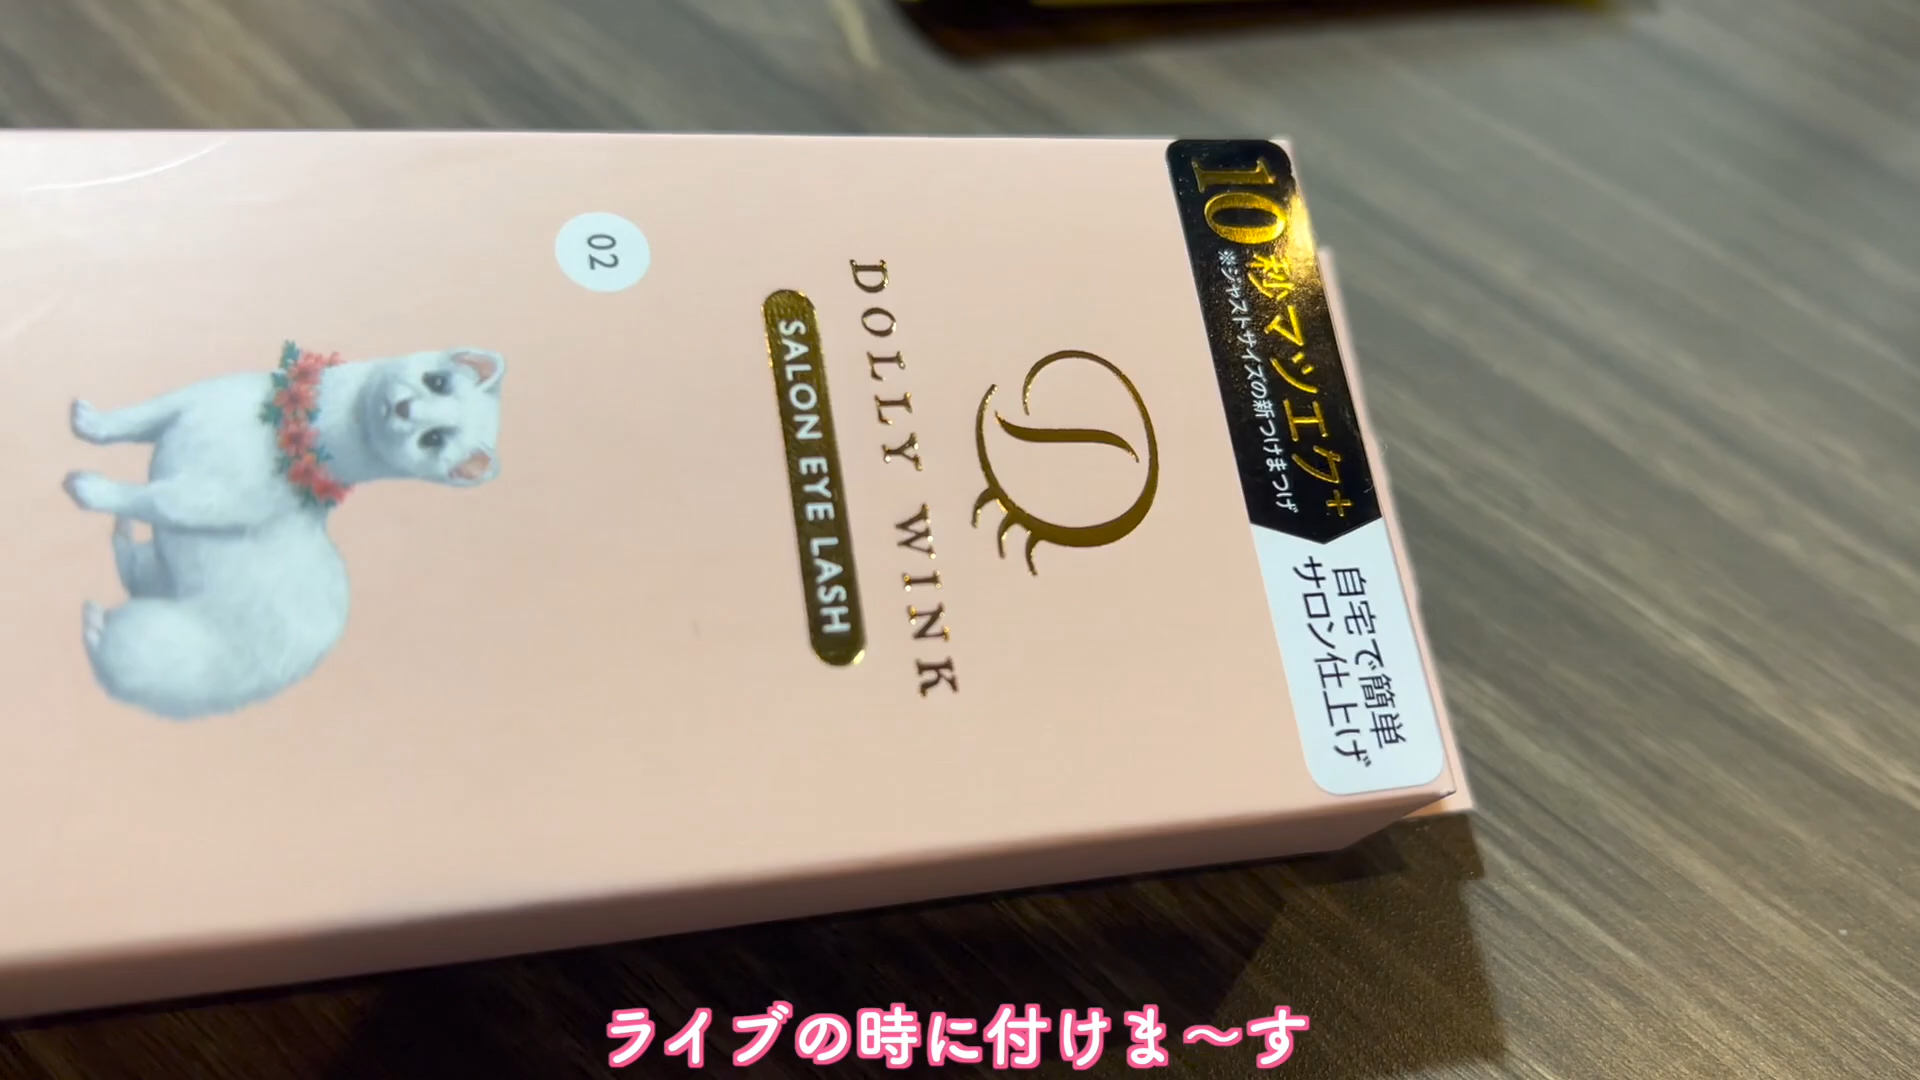 10秒マツエク+
※ジャストサイズの新つけまつげ
自宅で簡単
サロン仕上げ
DOLLY WINK
SALON EYE LASH
02
ライブの時に付けま〜す